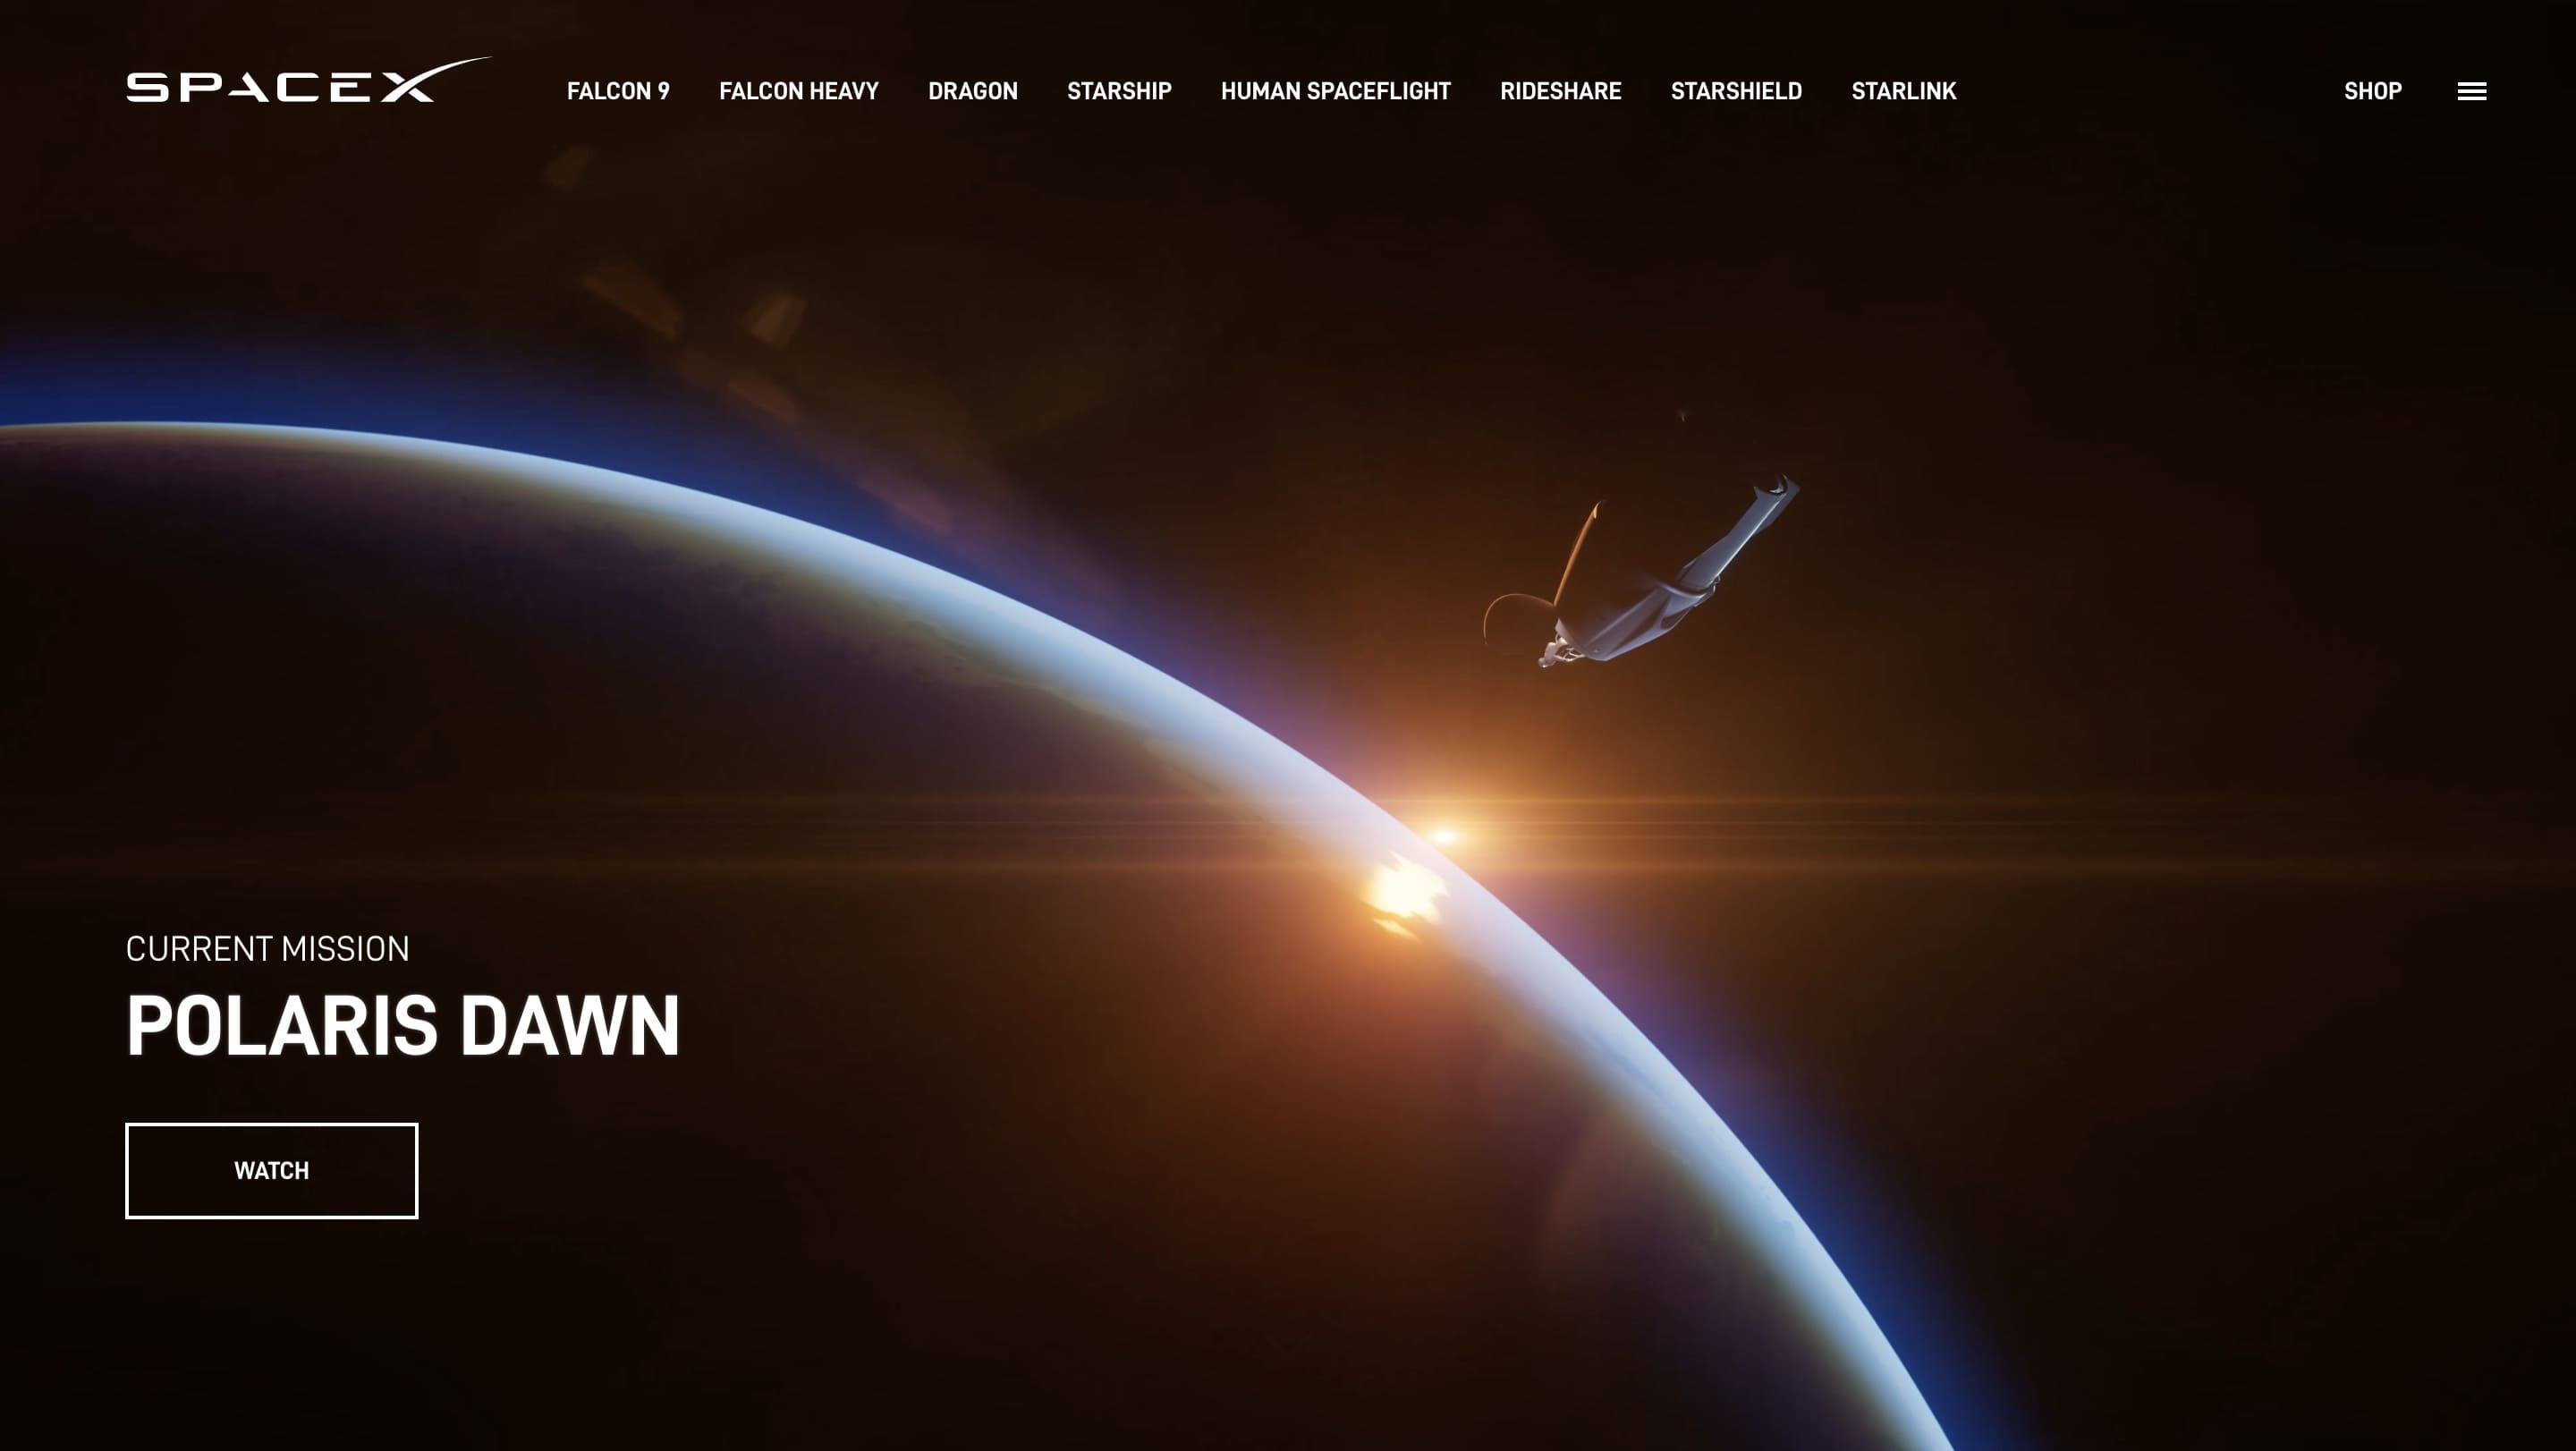 SPACEX
FALCON 9 FALCON HEAVY DRAGON STARSHIP HUMAN SPACEFLIGHT RIDESHARE STARSHIELD STARLINK SHOP
CURRENT MISSION
POLARIS DAWN
WATCH